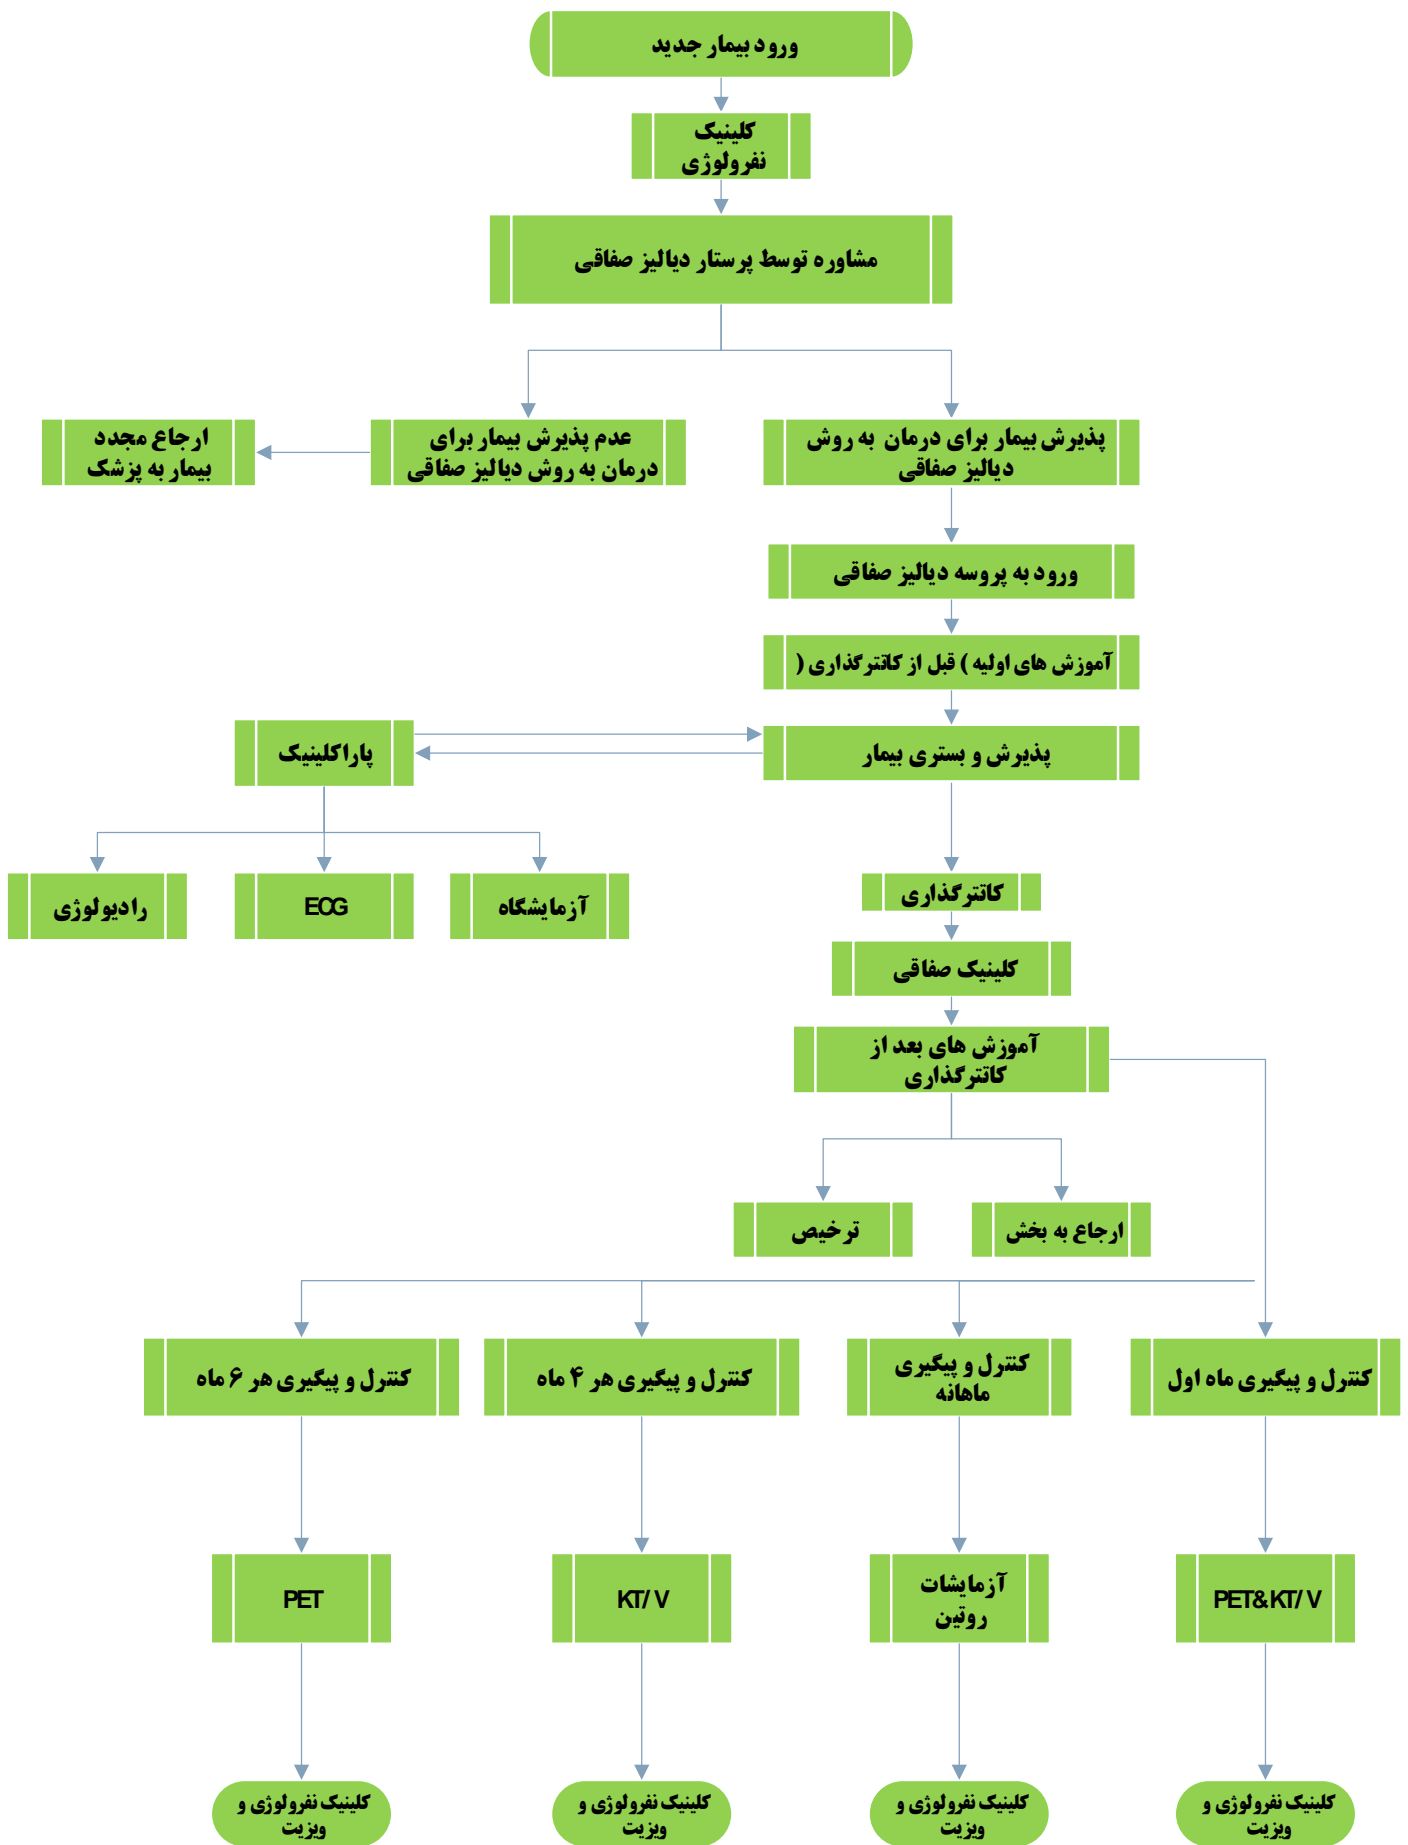 ورود بیمار جدید
کلینیک
نفرولوژی
مشاوره توسط پرستار دیالیز صفاقی
پذیرش بیمار برای درمان به روش
دیالیز صفاقی
عدم پذیرش بیمار برای
درمان به روش دیالیز صفاقی
ارجاع مجدد
بیمار به پزشک
ورود به پروسه دیالیز صفاقی
آموزش های اولیه ) قبل از کاتترگذاری (
پذیرش و بستری بیمار
پاراکلینیک
آزمایشگاه
ECG
رادیولوژی
کاتترگذاری
کلینیک صفاقی
آموزش های بعد از
کاتترگذاری
ارجاع به بخش
ترخیص
کنترل و پیگیری ماه اول
کنترل و پیگیری
ماهانه
کنترل و پیگیری هر ۴ ماه
کنترل و پیگیری هر ۶ ماه
PET&KT/V
آزمایشات
روتین
KT/V
PET
کلینیک نفرولوژی و
ویزیت
کلینیک نفرولوژی و
ویزیت
کلینیک نفرولوژی و
ویزیت
کلینیک نفرولوژی و
ویزیت